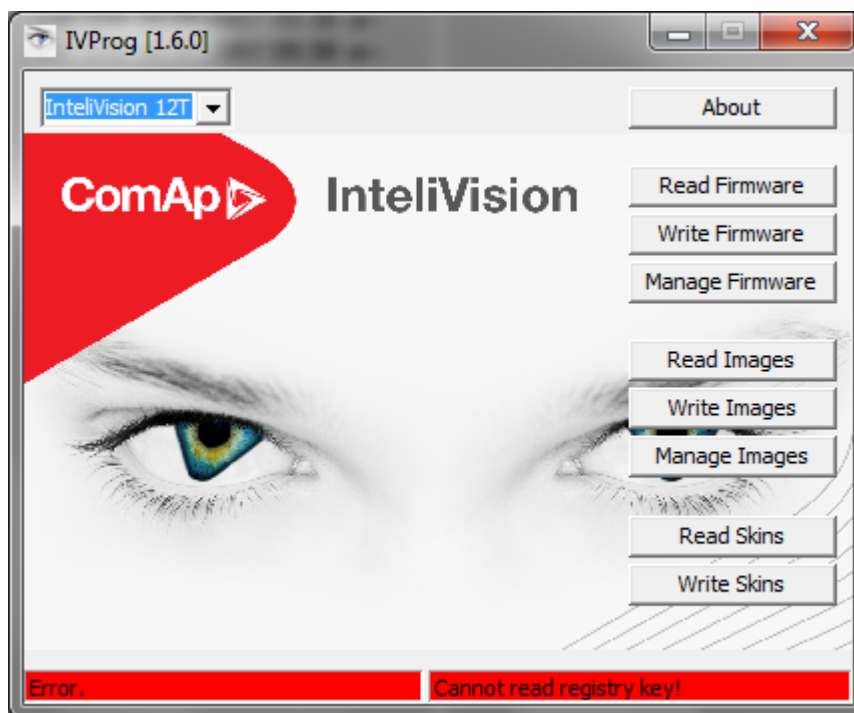 IVProg [1.6.0]
InteliVision 12T
About
ComAp
InteliVision
Read Firmware
Write Firmware
Manage Firmware
Read Images
Write Images
Manage Images
Read Skins
Write Skins
Error.
Cannot read registry key!